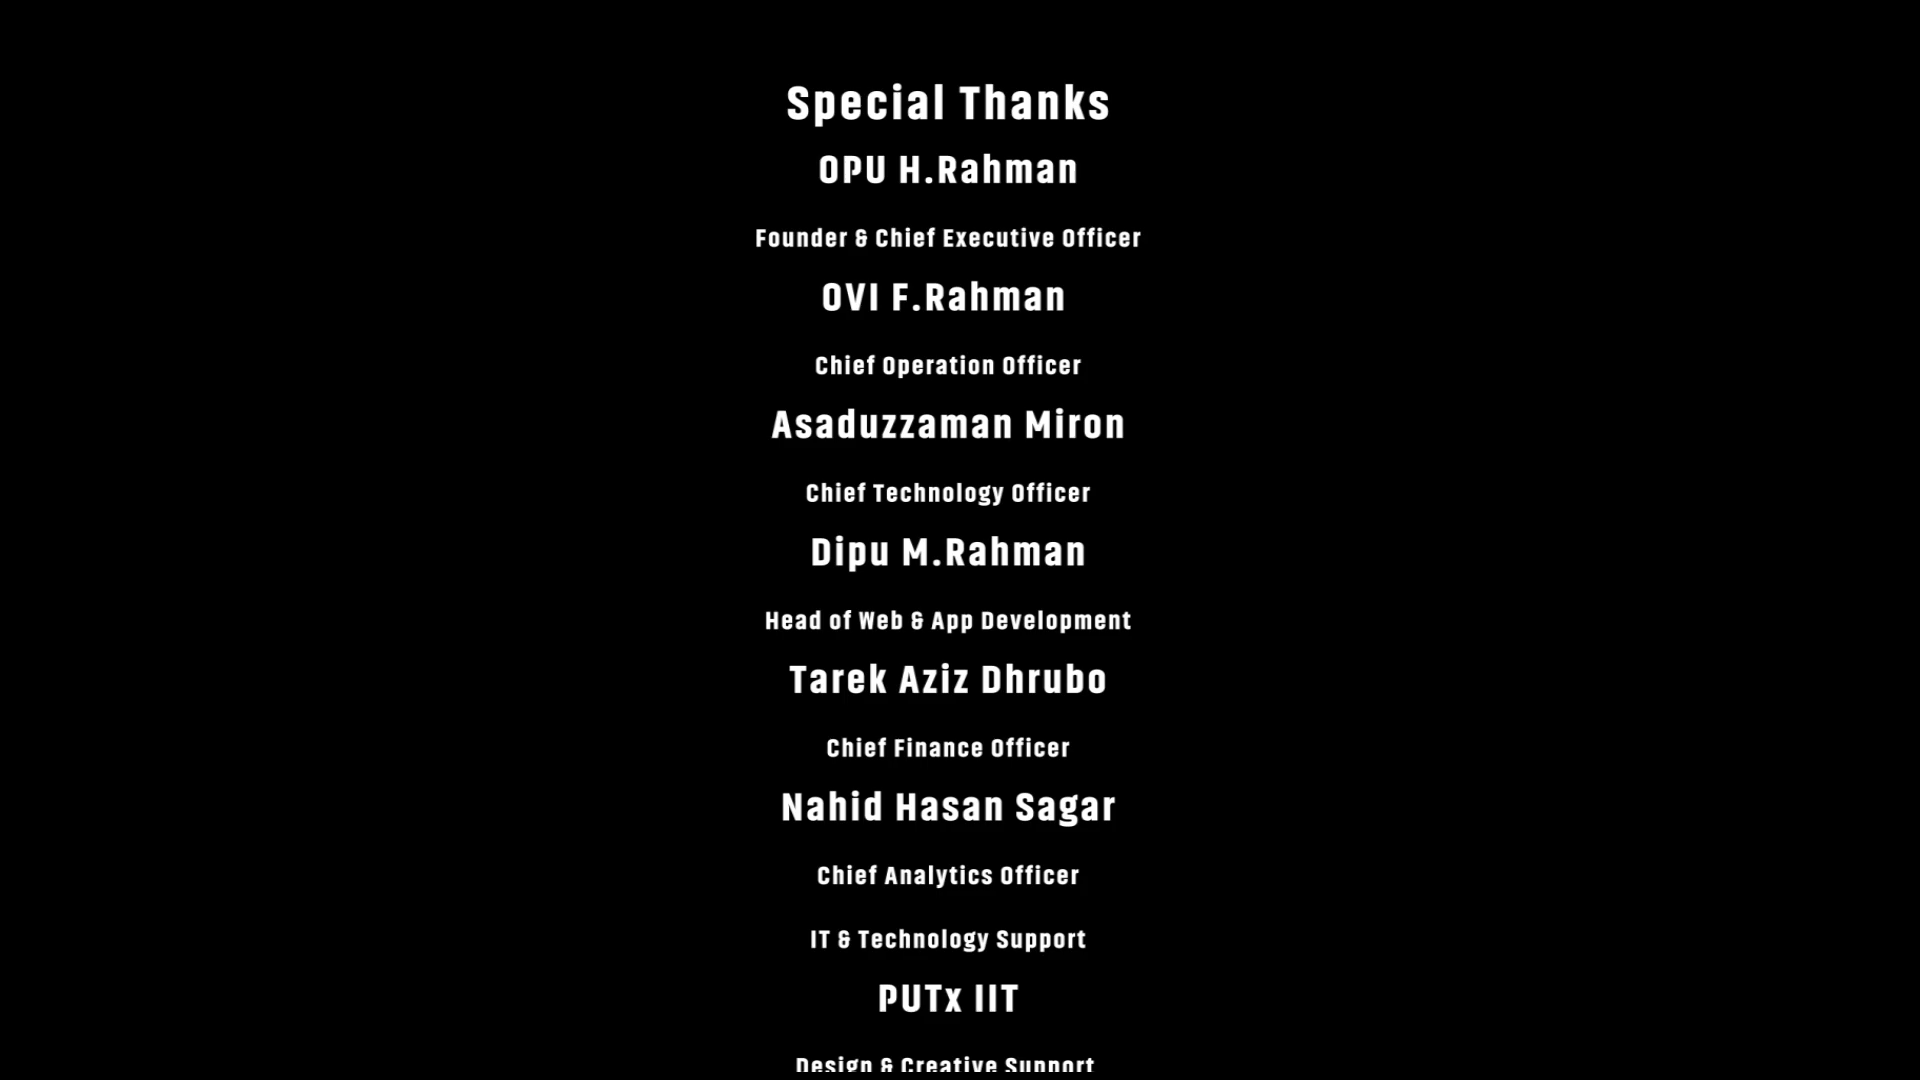 Special Thanks
OPU H.Rahman
Founder & Chief Executive Officer
OVI F.Rahman
Chief Operation Officer
Asaduzzaman Miron
Chief Technology Officer
Dipu M.Rahman
Head of Web & App Development
Tarek Aziz Dhrubo
Chief Finance Officer
Nahid Hasan Sagar
Chief Analytics Officer
IT & Technology Support
PUTx IIT
Design & Creative Support